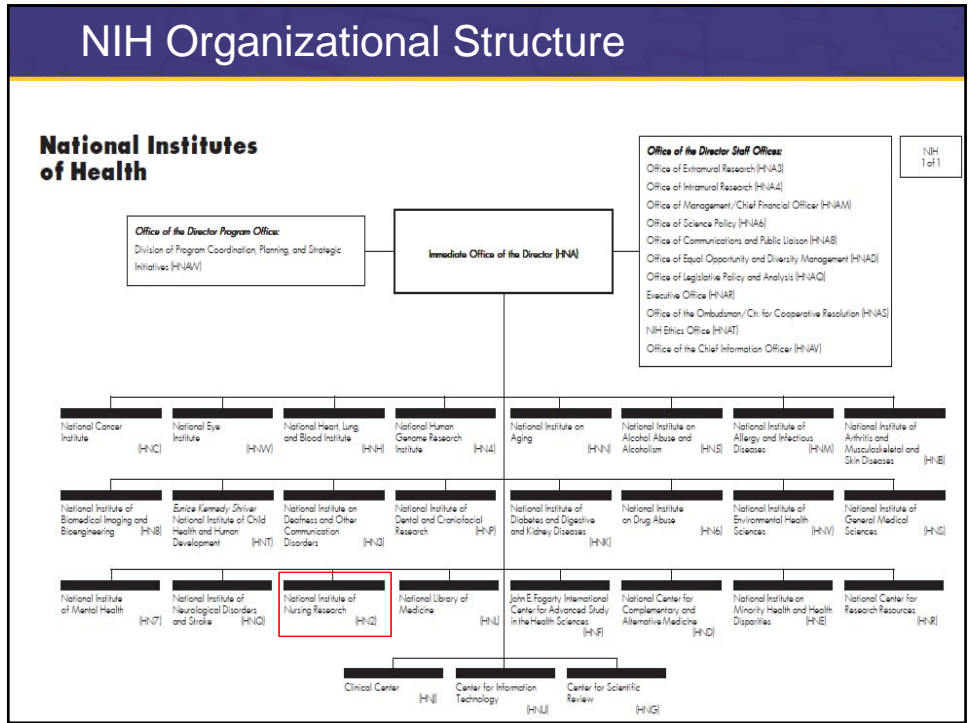 NIH Organizational Structure
National Institutes
of Health
Office of the Director Program Office:
Division of Program Coordination, Planning, and Strategic
Initiatives (HNAW)
Immediate Office of the Director (HNA)
Office of the Director Staff Offices:
Office of Extramural Research (HNA3)
Office of Intramural Research (HNA4)
Office of Management/Chief Financial Officer (HNAM)
Office of Science Policy (HNA6)
Office of Communications and Public Liaison (HNA8)
Office of Equal Opportunity and Diversity Management (HNAD)
Office of Legislative Policy and Analysis (HNAQ)
Executive Office (HNAR)
Office of the Ombudsman/Ctr. for Cooperative Resolution (HNAS)
NIH Ethics Office (HNAT)
Office of the Chief Information Officer (HNAV)
NIH
1 of 1
National Cancer
Institute
(HNC)
National Eye
Institute
(HNW)
National Heart, Lung,
and Blood Institute
(HNH)
National Human
Genome Research
Institute (HN4)
National Institute on
Aging
(HNN)
National Institute on
Alcohol Abuse and
Alcoholism (HN5)
National Institute of
Allergy and Infectious
Diseases (HNM)
National Institute of
Arthritis and
Musculoskeletal and
Skin Diseases (HNB)
National Institute of
Biomedical Imaging and
Bioengineering (HN8)
Eunice Kennedy Shriver
National Institute of Child
Health and Human
Development (HNT)
National Institute on
Deafness and Other
Communication
Disorders (HN3)
National Institute of
Dental and Craniofacial
Research (HNP)
National Institute of
Diabetes and Digestive
and Kidney Diseases
(HNK)
National Institute
on Drug Abuse
(HN6)
National Institute of
Environmental Health
Sciences (HNV)
National Institute of
General Medical
Sciences (HNS)
National Institute
of Mental Health
(HN7)
National Institute of
Neurological Disorders
and Stroke (HNQ)
National Institute of
Nursing Research
(HN2)
National Library of
Medicine
(HNL)
John E. Fogarty International
Center for Advanced Study
in the Health Sciences
(HNF)
National Center for
Complementary and
Alternative Medicine
(HND)
National Institute on
Minority Health and Health
Disparities (HNE)
National Center for
Research Resources
(HNR)
Clinical Center
(HNJ)
Center for Information
Technology
(HNU)
Center for Scientific
Review
(HNG)